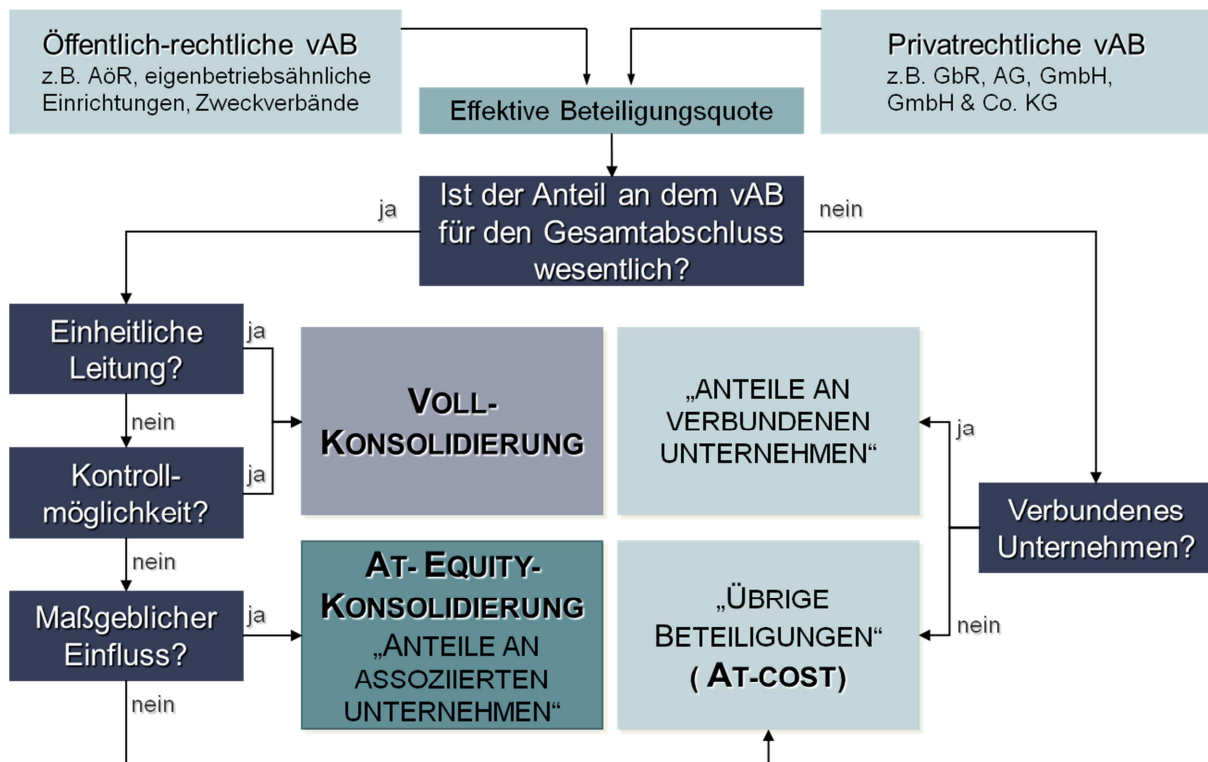 Öffentlich-rechtliche vAB
z.B. AöR, eigenbetriebsähnliche
Einrichtungen, Zweckverbände
Privatrechtliche vAB
z.B. GbR, AG, GmbH,
GmbH & Co. KG
Effektive Beteiligungsquote
Ist der Anteil an dem vAB
für den Gesamtabschluss
wesentlich?
ja
nein
Einheitliche
Leitung?
ja
nein
Kontroll-
möglichkeit?
ja
nein
Maßgeblicher
Einfluss?
ja
nein
VOLL-
KONSOLIDIERUNG
AT- EQUITY-
KONSOLIDIERUNG
„ANTEILE AN
ASSOZIIERTEN
UNTERNEHMEN“
„ANTEILE AN
VERBUNDENEN
UNTERNEHMEN“
„ÜBRIGE
BETEILIGUNGEN“
( AT-COST)
ja
Verbundenes
Unternehmen?
nein